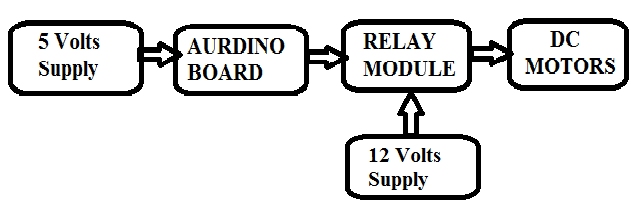 5 Volts
Supply
AURDINO
BOARD
RELAY
MODULE
DC
MOTORS
12 Volts
Supply